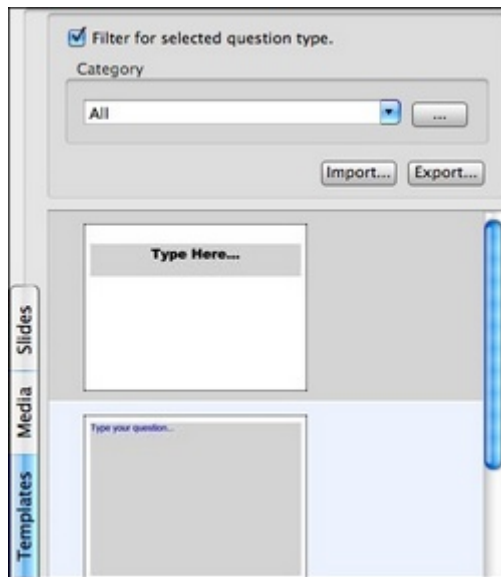 Filter for selected question type.
Category
All
...
Import... Export...
Type Here...
Slides
Media
Type your question...
Templates